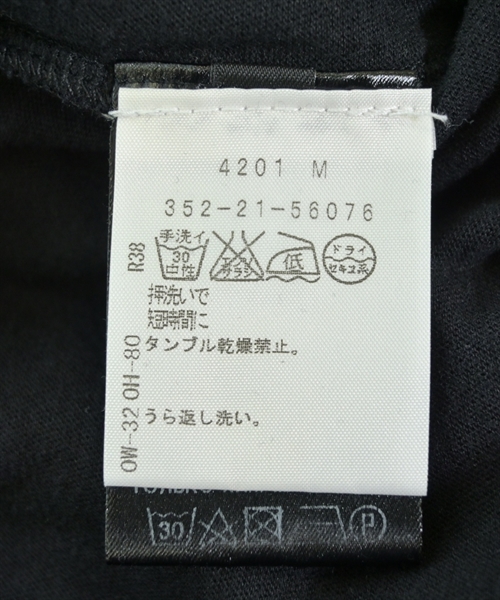 4201 M
352-21-56076
手洗イ
30
中性
エンソ
サラシ
低
ドライ
セキユ系
押洗いで
短時間に
タンブル乾燥禁止。
うら返し洗い。
R38
OW-32 OH-80
30
P